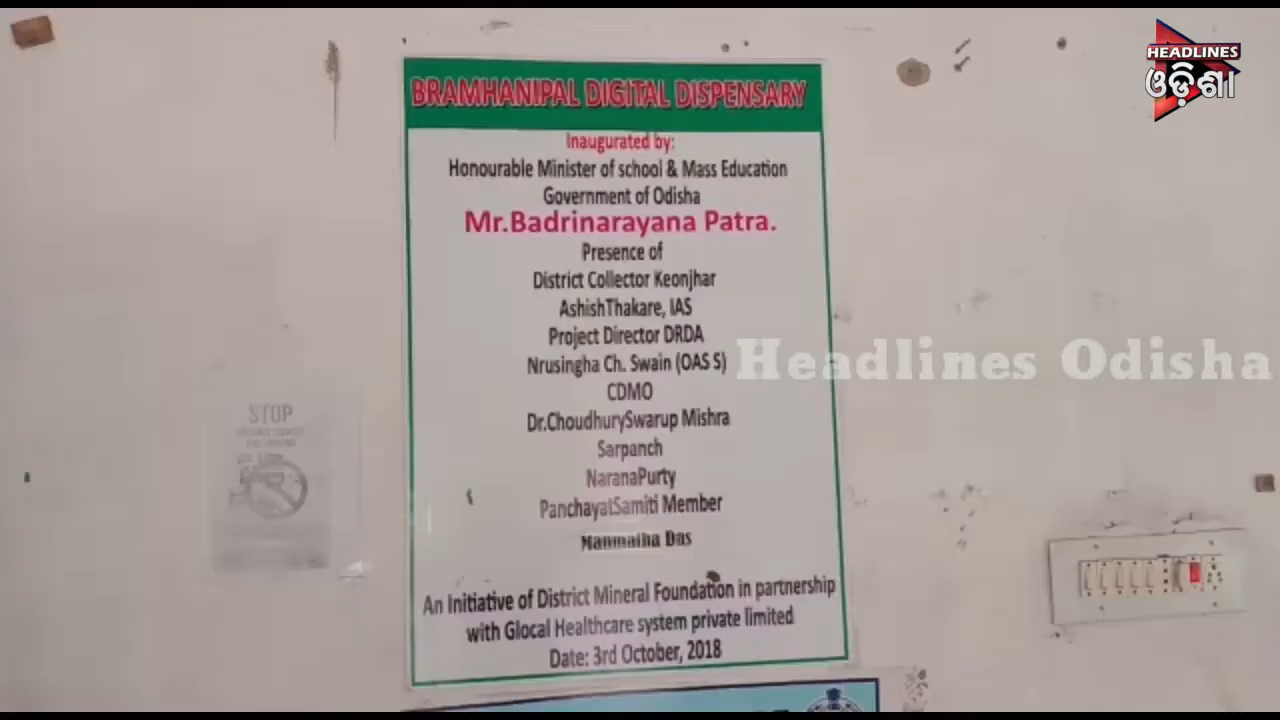 HEADLINES
ଓଡ଼ିଶା
BRAMHANIPAL DIGITAL DISPENSARY
Inaugurated by:
Honourable Minister of school & Mass Education
Government of Odisha
Mr.Badrinarayana Patra.
Presence of
District Collector Keonjhar
AshishThakare, IAS
Project Director DRDA
Nrusingha Ch. Swain (OAS S)
Headlines Odisha
CDMO
Dr.ChoudhurySwarup Mishra
Sarpanch
NaranaPurty
PanchayatSamiti Member
Manmatha Das
An Initiative of District Mineral Foundation in partnership
with Glocal Healthcare system private limited
Date: 3rd October, 2018
STOP